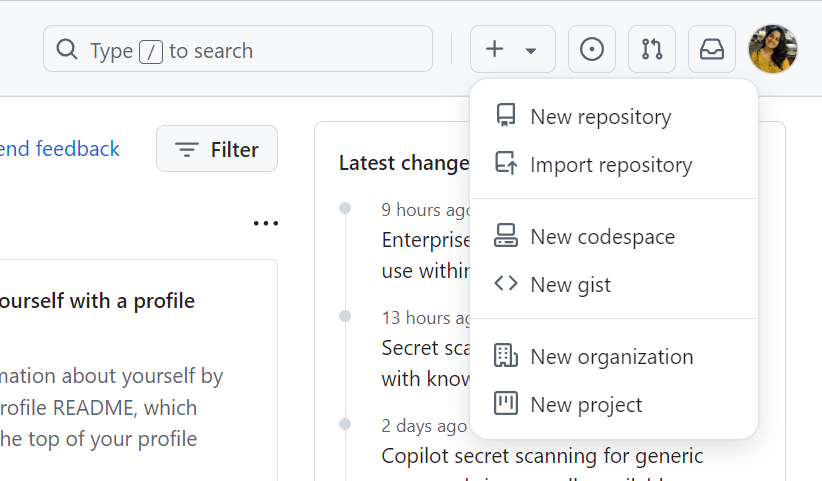 Type / to search
end feedback
Filter
Latest change
9 hours ago
Enterprise
use within
13 hours ag
Secret sca
with know
2 days ago
Copilot secret scanning for generic
ourself with a profile
mation about yourself by
rofile README, which
he top of your profile
New repository
Import repository
New codespace
New gist
New organization
New project